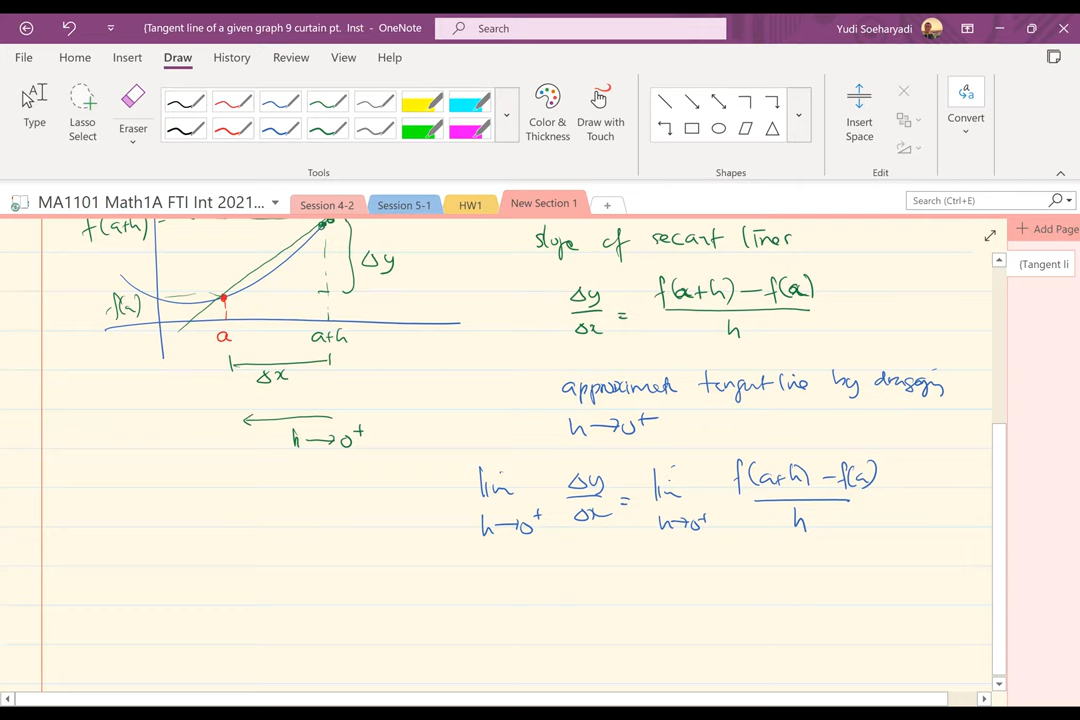 (Tangent line of a given graph 9 curtain pt. Inst - OneNote
Search
Yudi Soeharyadi
File Home Insert Draw History Review View Help
Type
Lasso Select
Eraser
Color & Thickness
Draw with Touch
Insert Space
Convert
Tools
Shapes
Edit
MA1101 Math1A FTI Int 2021...
Session 4-2
Session 5-1
HW1
New Section 1
Search (Ctrl+E)
Add Page
(Tangent li
f(a+h)
Δy
f(a)
a
a+h
Δx
h→0⁺
slope of secant lines
Δy/Δx = (f(a+h) – f(a))/h
approximed tangent line by dragging
h→0⁺
lim h→0⁺ Δy/Δx = lim h→0⁺ (f(a+h) – f(a))/h